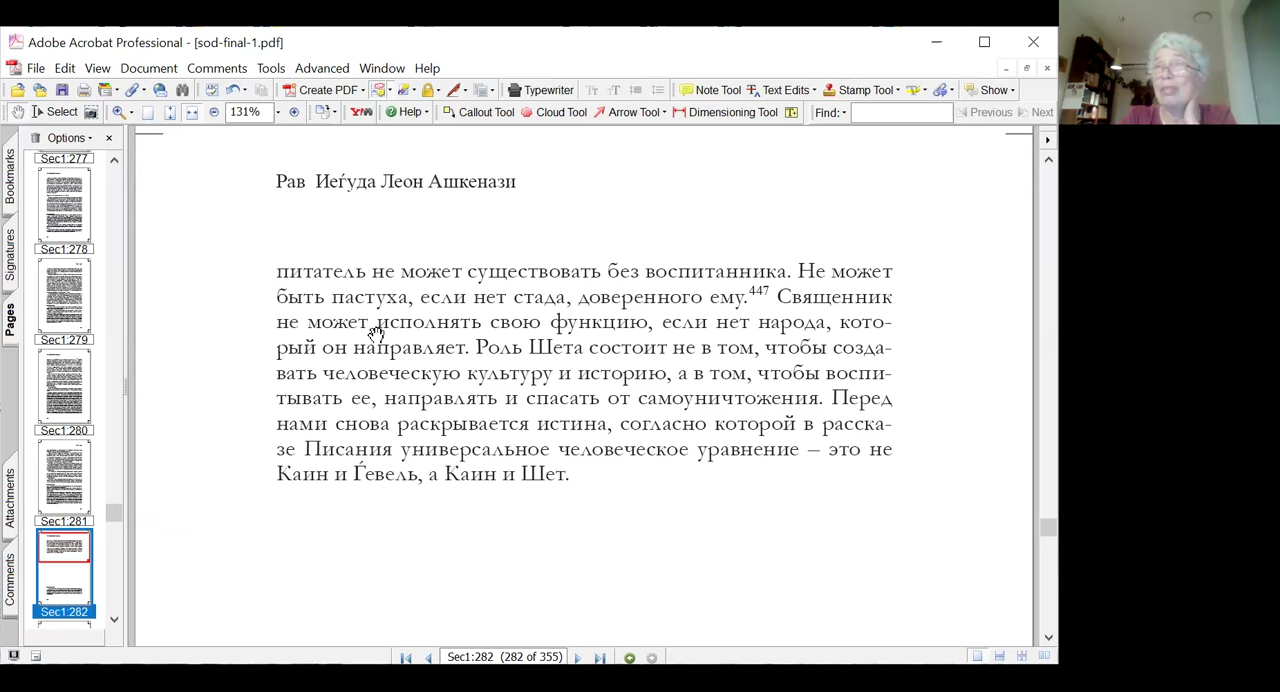 Adobe Acrobat Professional - [sod-final-1.pdf]
File Edit View Document Comments Tools Advanced Window Help
Create PDF Typewriter Note Tool Text Edits Stamp Tool Show
Select 131% Help Callout Tool Cloud Tool Arrow Tool Dimensioning Tool Find: Previous Next
Options
Bookmarks
Signatures
Pages
Attachments
Comments
Sec1:277
Sec1:278
Sec1:279
Sec1:280
Sec1:281
Sec1:282
Рав Иеѓуда Леон Ашкенази
питатель не может существовать без воспитанника. Не может
быть пастуха, если нет стада, доверенного ему.447 Священник
не может исполнять свою функцию, если нет народа, кото-
рый он направляет. Роль Шета состоит не в том, чтобы созда-
вать человеческую культуру и историю, а в том, чтобы воспи-
тывать ее, направлять и спасать от самоуничтожения. Перед
нами снова раскрывается истина, согласно которой в расска-
зе Писания универсальное человеческое уравнение – это не
Каин и Ѓевель, а Каин и Шет.
Sec1:282 (282 of 355)